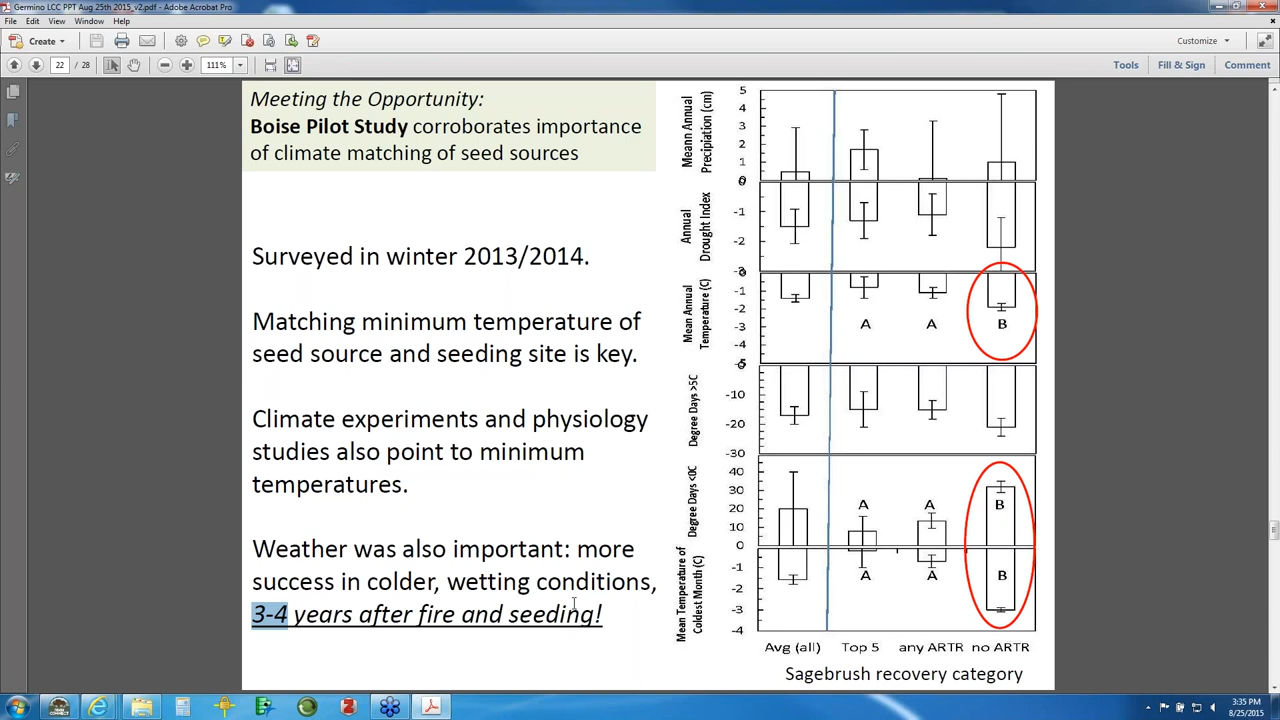 Germino LCC PPT Aug 25th 2015_v2.pdf - Adobe Acrobat Pro
File Edit View Window Help
Create
Customize
22 / 28
111%
Tools Fill & Sign Comment
Meeting the Opportunity:
Boise Pilot Study corroborates importance
of climate matching of seed sources
Surveyed in winter 2013/2014.
Matching minimum temperature of
seed source and seeding site is key.
Climate experiments and physiology
studies also point to minimum
temperatures.
Weather was also important: more
success in colder, wetting conditions,
3-4 years after fire and seeding!
Meann Annual
Precipiation (cm)
5
4
3
2
1
0
Annual
Drought Index
-1
-2
-3
Mean Annual
Temperature (C)
0
-1
-2
-3
-4
-5
A A B
Degree Days >5C
0
-10
-20
-30
Degree Days <0C
40
30
20
10
0
A A B
Mean Temperature of
Coldest Month (C)
-1
-2
-3
-4
A A B
Avg (all) Top 5 any ARTR no ARTR
Sagebrush recovery category
3:35 PM
8/25/2015